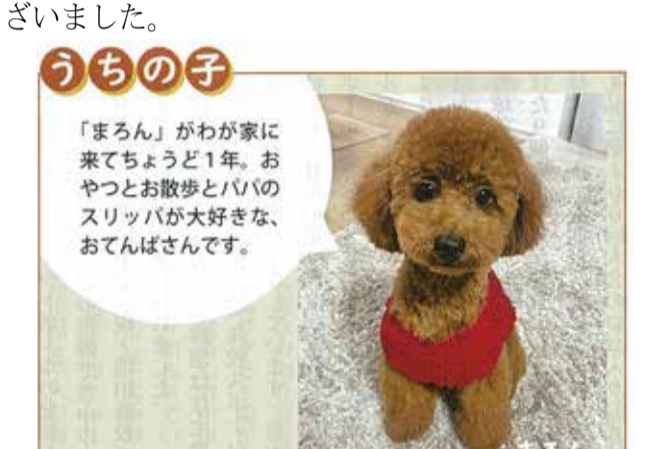 ざいました。
うちの子
「まろん」がわが家に
来てちょうど1年。お
やつとお散歩とパパの
スリッパが大好きな、
おてんばさんです。